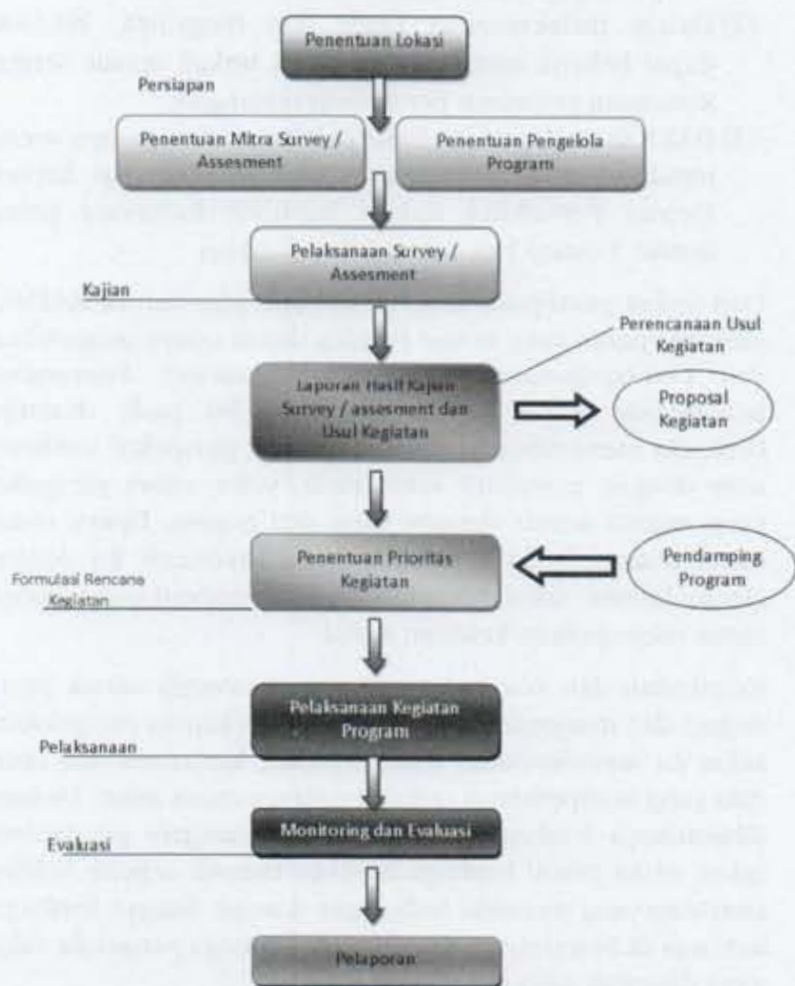 Penentuan Lokasi
Persiapan
Penentuan Mitra Survey /
Assesment
Penentuan Pengelola
Program
Pelaksanaan Survey /
Assesment
Kajian
Perencanaan Usul
Kegiatan
Laporan Hasil Kajian
Survey / assesment dan
Usul Kegiatan
Proposal
Kegiatan
Penentuan Prioritas
Kegiatan
Pendamping
Program
Formulasi Rencana
Kegiatan
Pelaksanaan Kegiatan
Program
Pelaksanaan
Monitoring dan Evaluasi
Evaluasi
Pelaporan